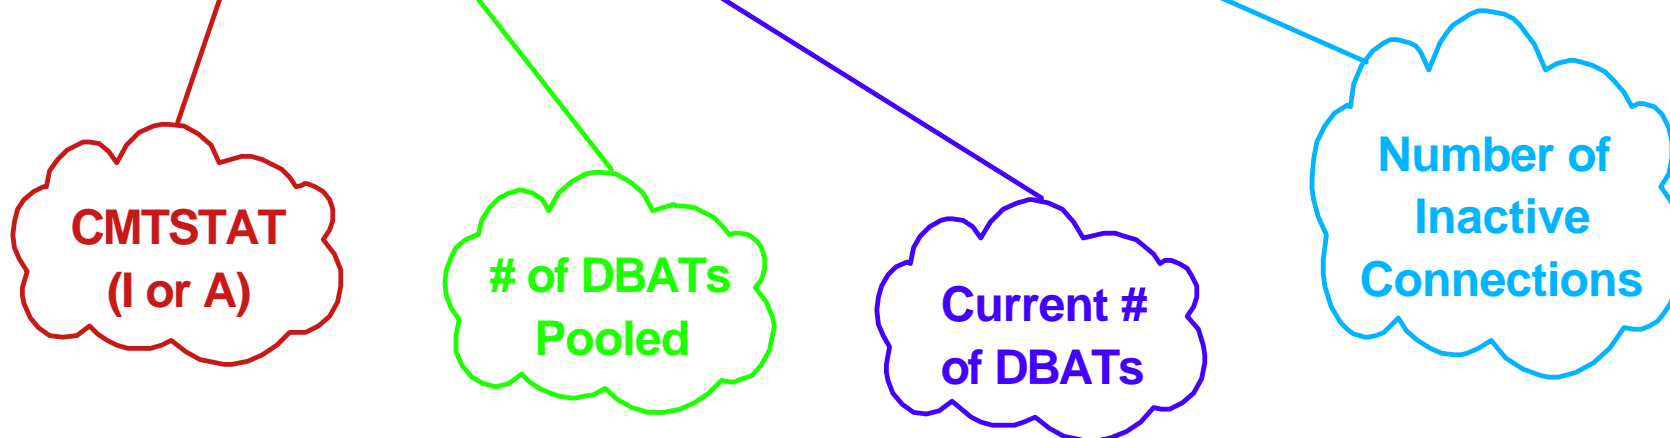 CMTSTAT
(I or A)
# of DBATs
Pooled
Current #
of DBATs
Number of
Inactive
Connections